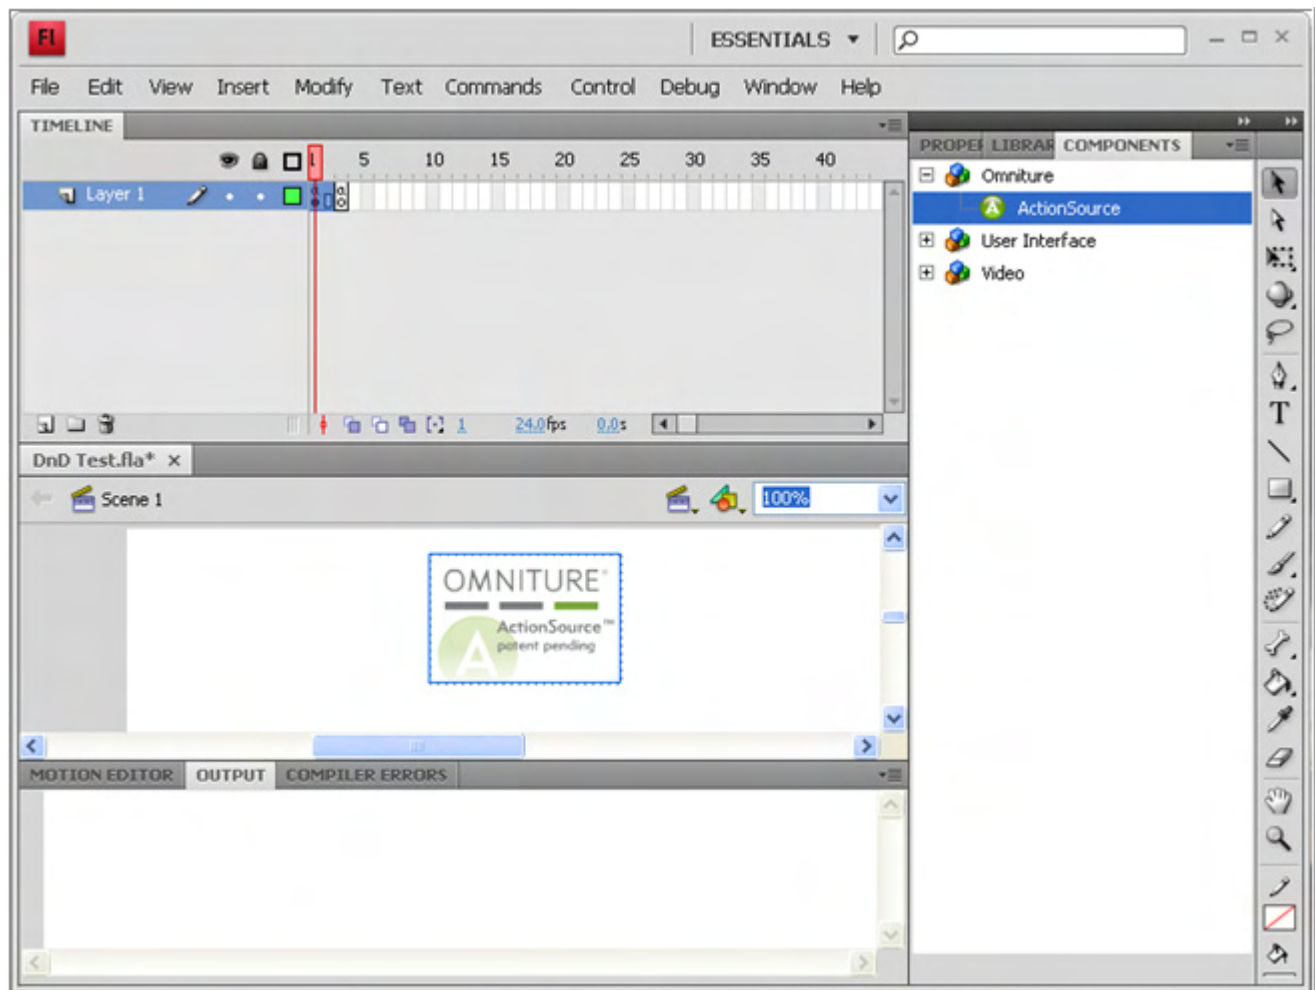 Fl ESSENTIALS
File Edit View Insert Modify Text Commands Control Debug Window Help
TIMELINE
1 5 10 15 20 25 30 35 40
Layer 1
1 24.0fps 0.0s
DnD Test.fla*
Scene 1 100%
OMNITURE®
ActionSource™
patent pending
A
MOTION EDITOR OUTPUT COMPILER ERRORS
PROPE LIBRAR COMPONENTS
Omniture
ActionSource
User Interface
Video
T